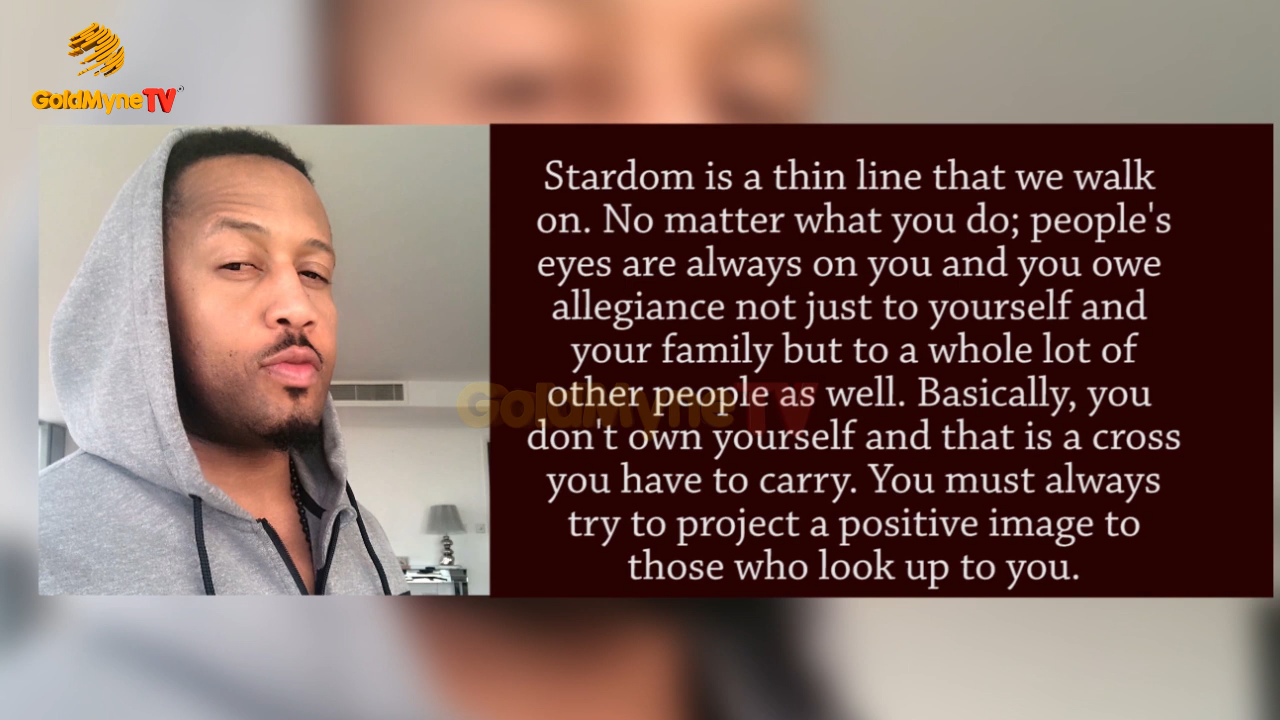 GoldMyneTV
Stardom is a thin line that we walk
on. No matter what you do; people's
eyes are always on you and you owe
allegiance not just to yourself and
your family but to a whole lot of
other people as well. Basically, you
don't own yourself and that is a cross
you have to carry. You must always
try to project a positive image to
those who look up to you.
GoldMyneTV